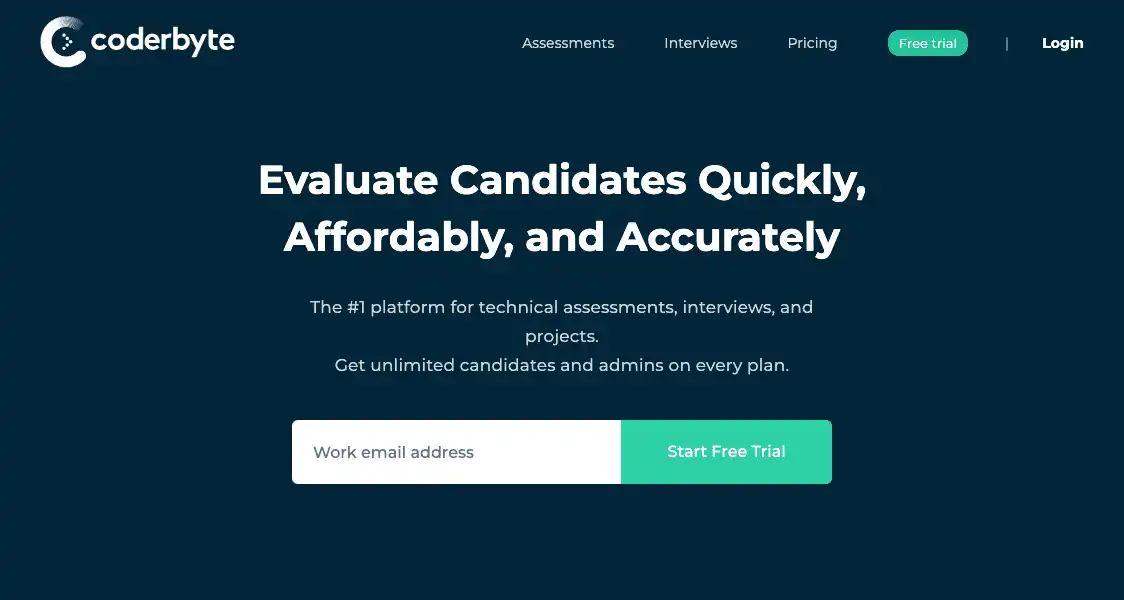 coderbyte
Assessments Interviews Pricing Free trial | Login
Evaluate Candidates Quickly,
Affordably, and Accurately
The #1 platform for technical assessments, interviews, and
projects.
Get unlimited candidates and admins on every plan.
Work email address Start Free Trial